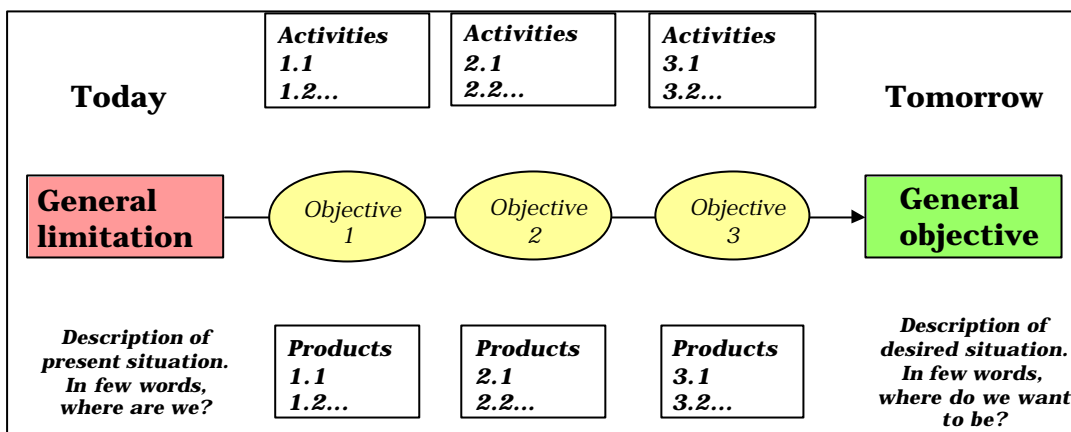 Activities
1.1
1.2...
Activities
2.1
2.2...
Activities
3.1
3.2...
Today
Tomorrow
General
limitation
Objective
1
Objective
2
Objective
3
General
objective
Description of
present situation.
In few words,
where are we?
Products
1.1
1.2...
Products
2.1
2.2...
Products
3.1
3.2...
Description of
desired situation.
In few words,
where do we want
to be?